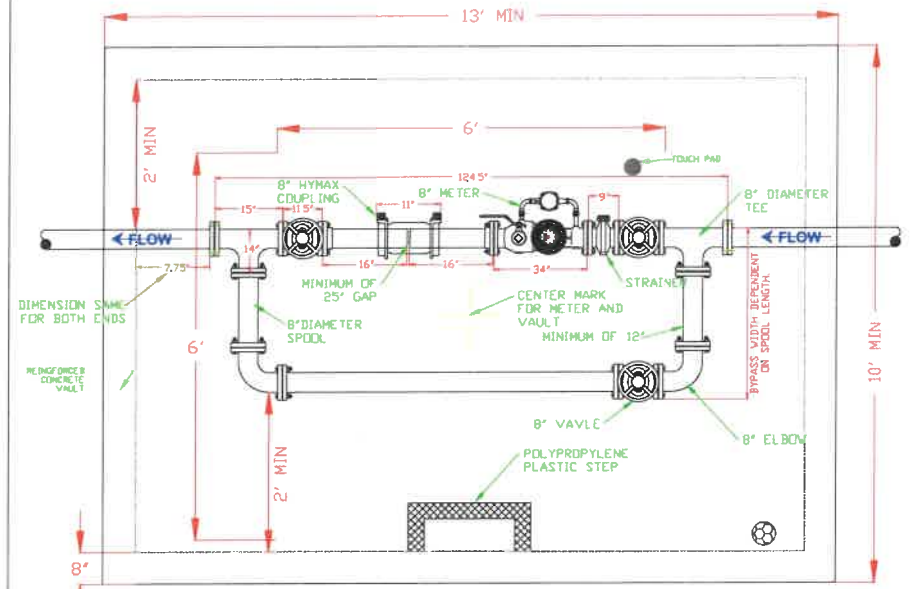 13' MIN
6'
2' MIN
TOUCH PAD
124.5"
8" HYMAX
COUPLING
11"
8" METER
9"
8" DIAMETER
TEE
15"
11.5"
FLOW
FLOW
14"
7.75"
16"
16"
34"
STRAINER
MINIMUM OF
25" GAP
DIMENSION SAME
FOR BOTH ENDS
CENTER MARK
FOR METER AND
VAULT
8"DIAMETER
SPOOL
MINIMUM OF 12"
BYPASS WIDTH DEPENDENT
ON SPOOL LENGTH.
6'
10' MIN
REINGFORCED
CONCRETE
VAULT
8" VAVLE
8" ELBOW
2' MIN
POLYPROPYLENE
PLASTIC STEP
8"